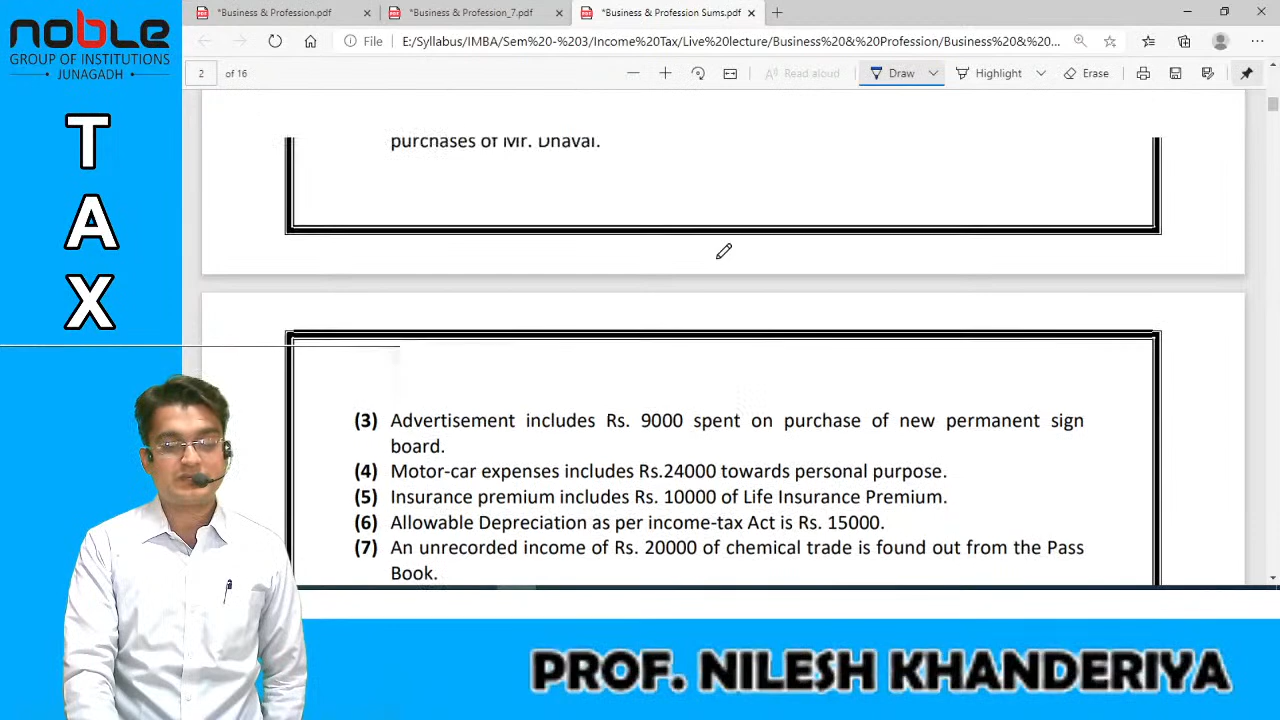 noble
GROUP OF INSTITUTIONS
JUNAGADH
T
A
X
*Business & Profession.pdf
*Business & Profession_7.pdf
*Business & Profession Sums.pdf
File
E:/Syllabus/IMBA/Sem%20-%203/Income%20Tax/Live%20lecture/Business%20&%20Profession/Business%20&%20...
2 of 16
Read aloud
Draw
Highlight
Erase
purchases of Mr. Dhaval.
(3) Advertisement includes Rs. 9000 spent on purchase of new permanent sign
board.
(4) Motor-car expenses includes Rs.24000 towards personal purpose.
(5) Insurance premium includes Rs. 10000 of Life Insurance Premium.
(6) Allowable Depreciation as per income-tax Act is Rs. 15000.
(7) An unrecorded income of Rs. 20000 of chemical trade is found out from the Pass
Book.
PROF. NILESH KHANDERIYA